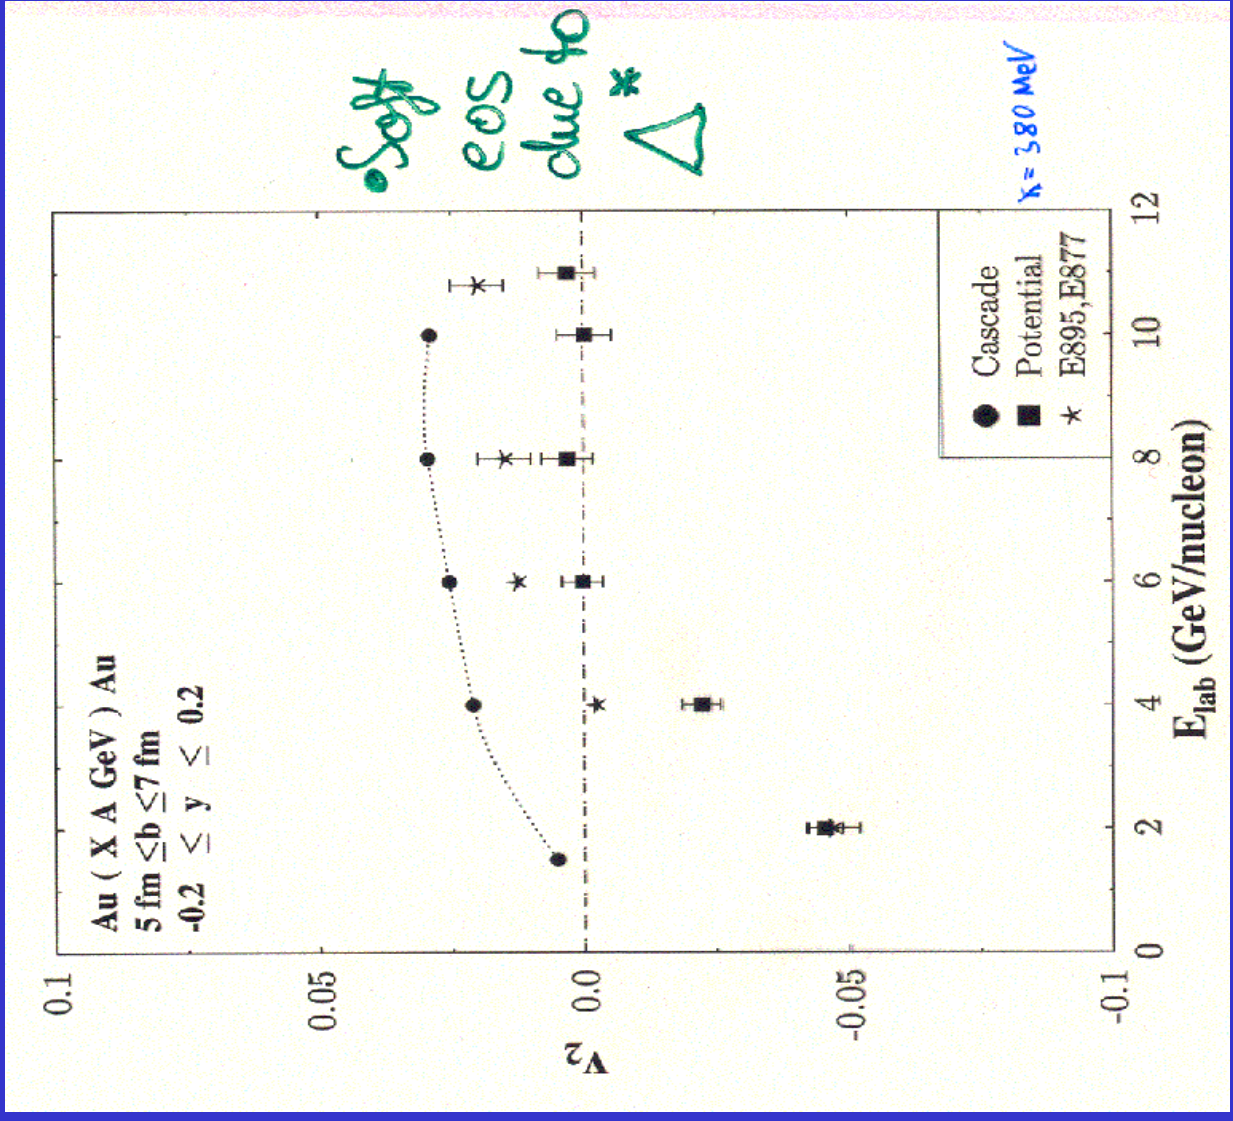 Au ( X A GeV ) Au
5 fm ≤b ≤7 fm
-0.2 ≤ y ≤ 0.2
0.1
0.05
0.0
-0.05
-0.1
V2
0 2 4 6 8 10 12
Elab (GeV/nucleon)
Cascade
Potential
E895,E877
• Soft
EOS
due to
Δ*
K = 380 MeV